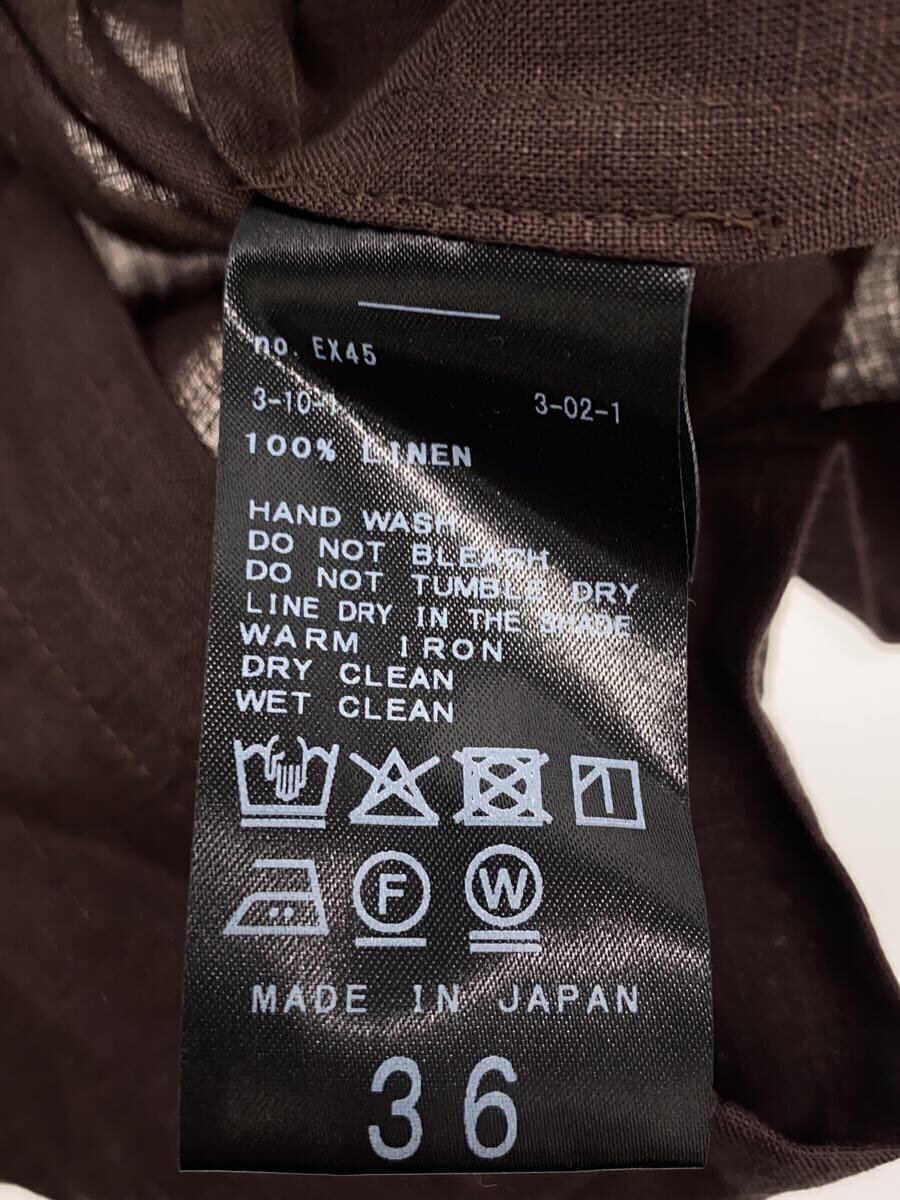 no. EX45
3-10-1 3-02-1
100% LINEN
HAND WASH
DO NOT BLEACH
DO NOT TUMBLE DRY
LINE DRY IN THE SHADE
WARM IRON
DRY CLEAN
WET CLEAN
F W
MADE IN JAPAN
36